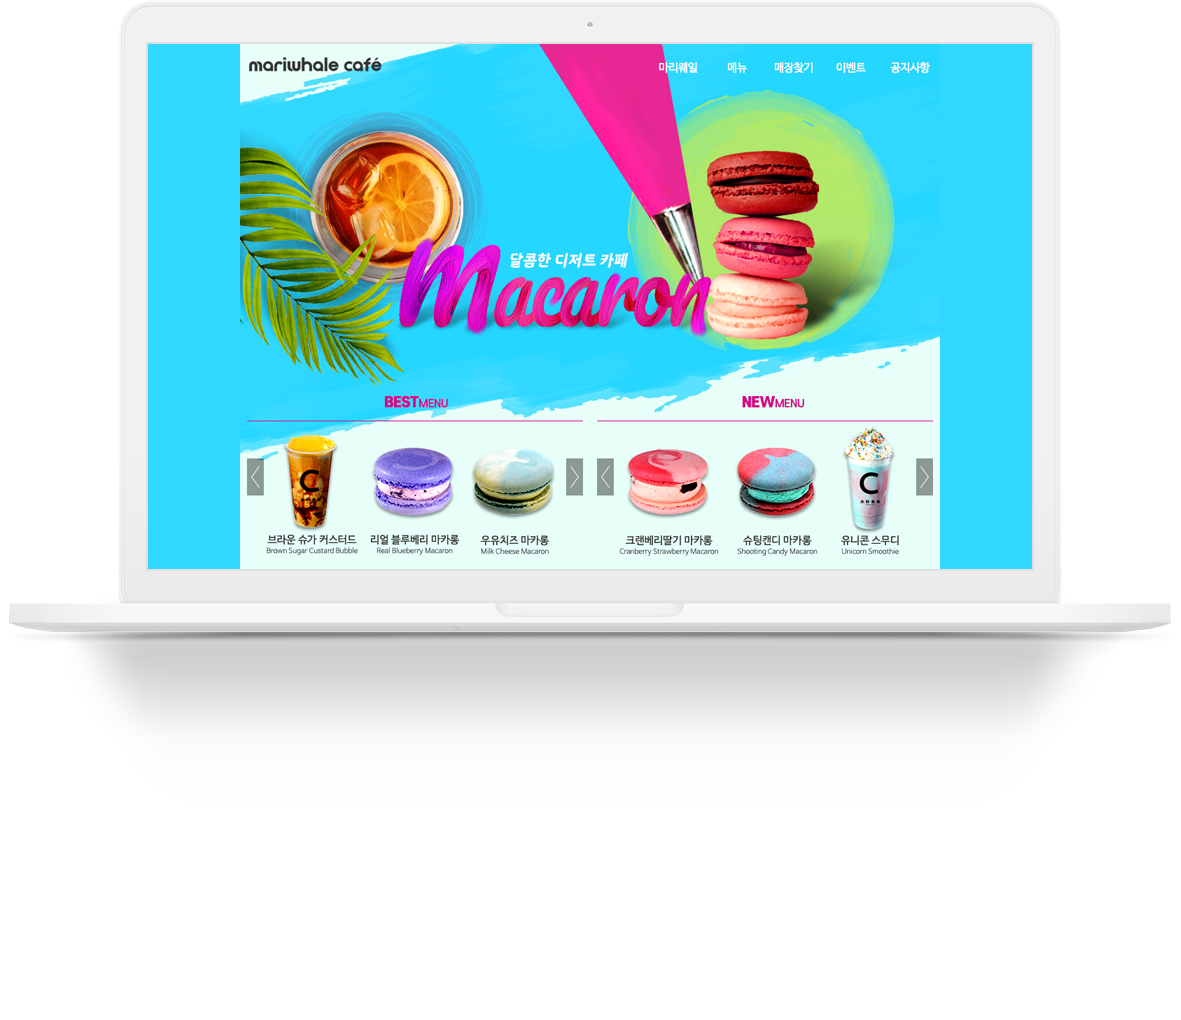 mariwhale café
마리웨일 메뉴 매장찾기 이벤트 공지사항
달콤한 디저트 카페
Macaron
BESTMENU
NEWMENU
C
C
브라운 슈가 커스터드
Brown Sugar Custard Bubble
리얼 블루베리 마카롱
Real Blueberry Macaron
우유치즈 마카롱
Milk Cheese Macaron
크랜베리딸기 마카롱
Cranberry Strawberry Macaron
슈팅캔디 마카롱
Shooting Candy Macaron
유니콘 스무디
Unicorn Smoothie